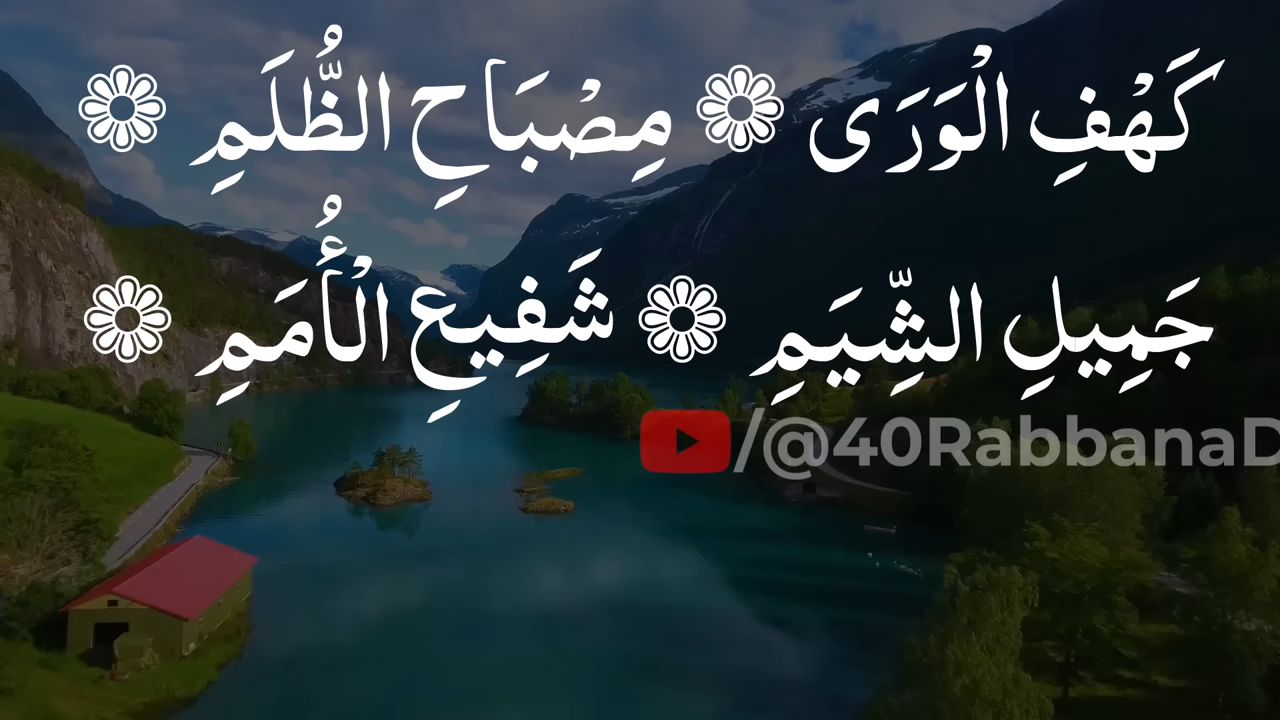 كَهْفِ الْوَرَى ❁ مِصْبَاحِ الظُّلَمِ ❁
جَمِيلِ الشِّيَمِ ❁ شَفِيعِ الْأُمَمِ ❁
/@40RabbanaD